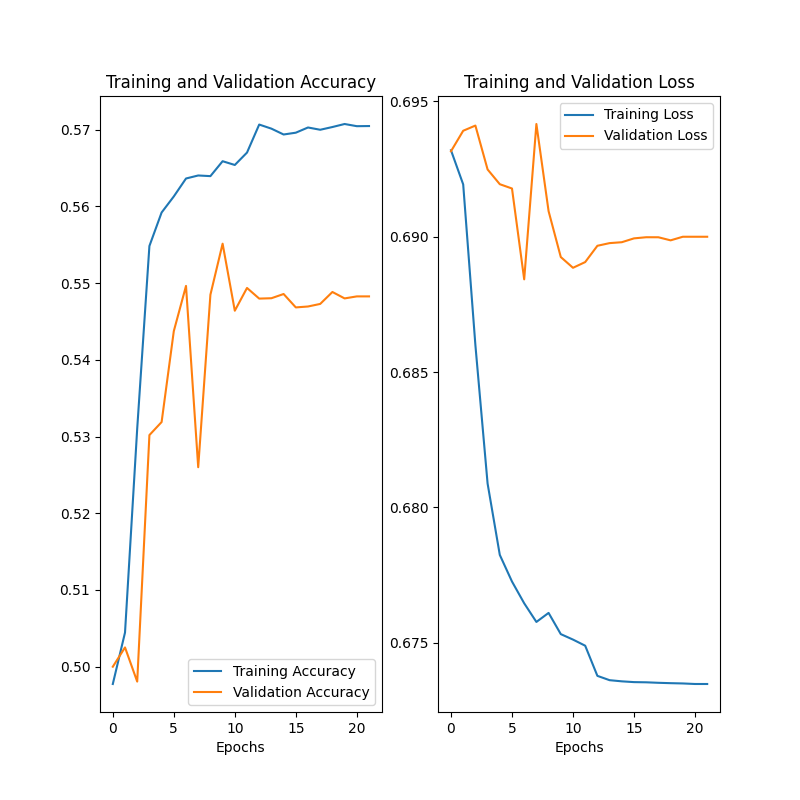 Training and Validation Accuracy
0.57
0.56
0.55
0.54
0.53
0.52
0.51
0.50
Training Accuracy
Validation Accuracy
0 5 10 15 20
Epochs
Training and Validation Loss
0.695
0.690
0.685
0.680
0.675
Training Loss
Validation Loss
0 5 10 15 20
Epochs